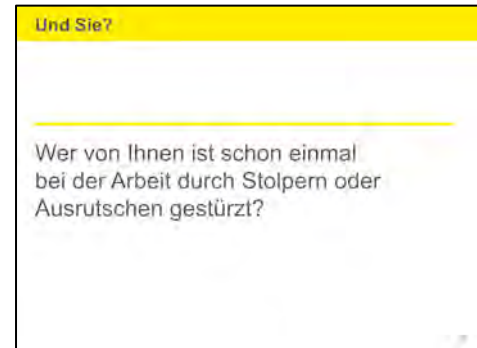 Und Sie?
Wer von Ihnen ist schon einmal
bei der Arbeit durch Stolpern oder
Ausrutschen gestürzt?